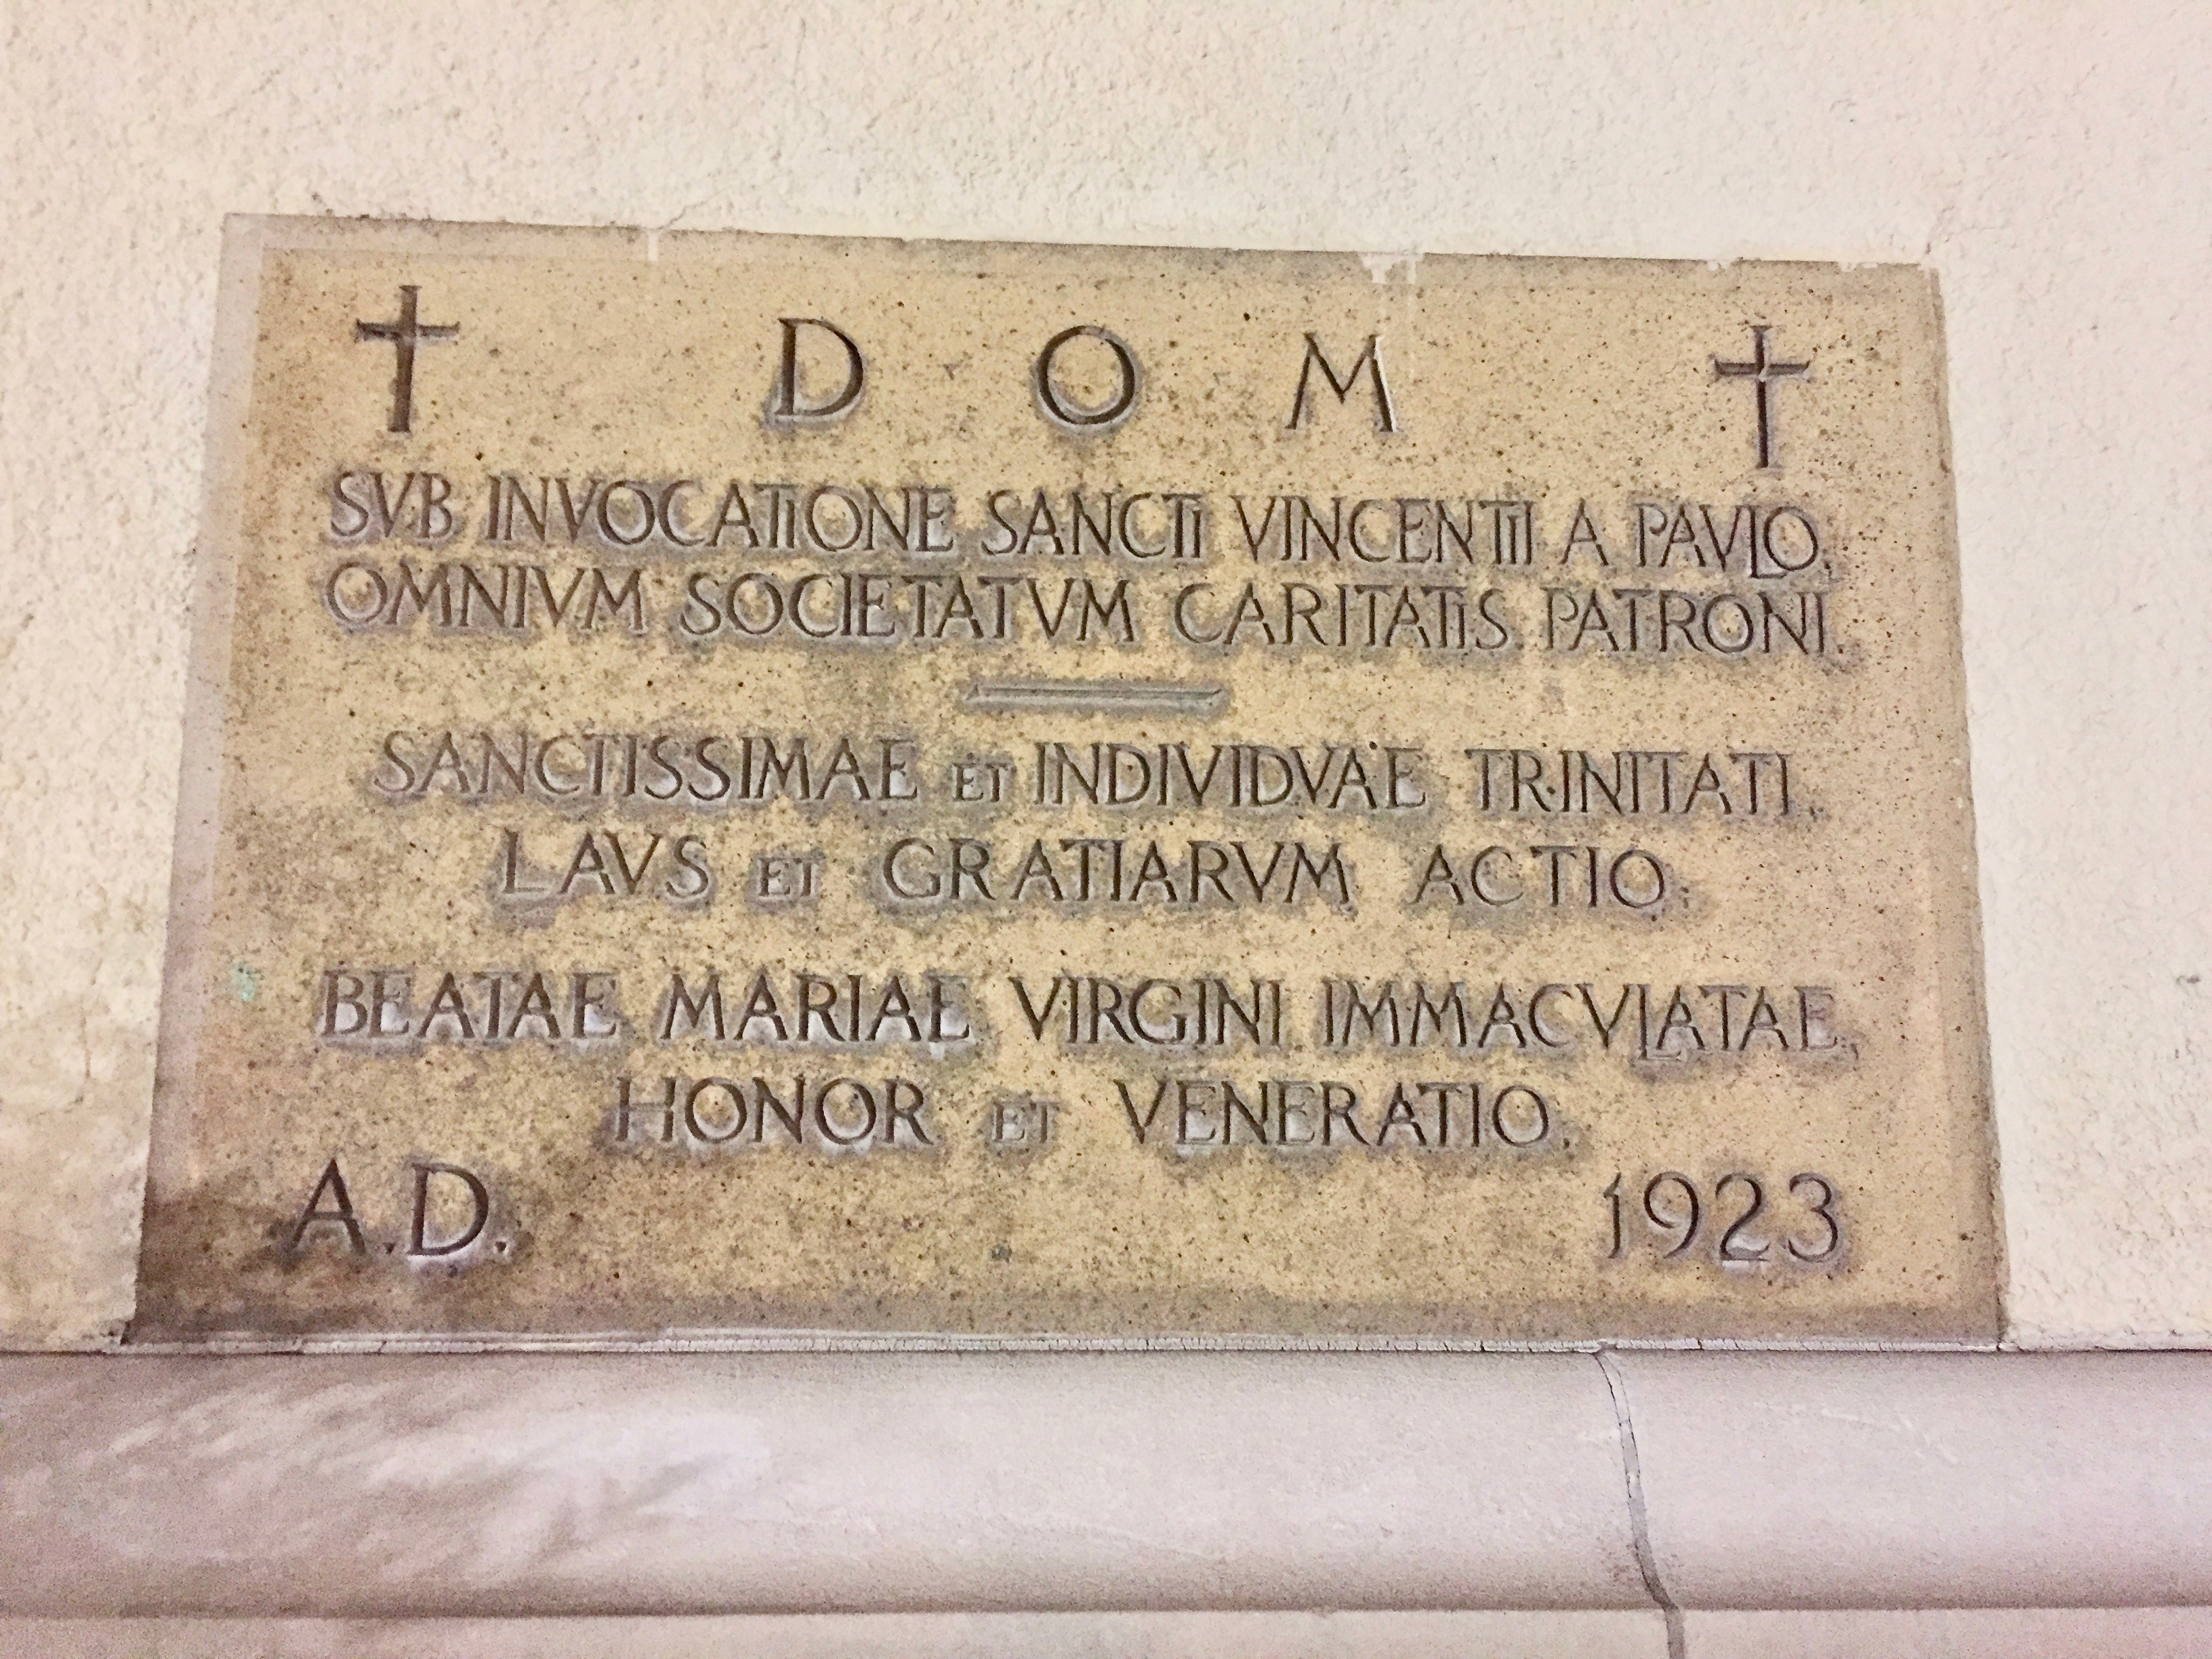 † D O M †
SVB INVOCATIONE SANCTI VINCENTII A PAVLO,
OMNIVM SOCIETATVM CARITATIS PATRONI.
SANCTISSIMAE ET INDIVIDVAE TRINITATI,
LAVS ET GRATIARVM ACTIO;
BEATAE MARIAE VIRGINI IMMACVLATAE,
HONOR ET VENERATIO.
A.D. 1923